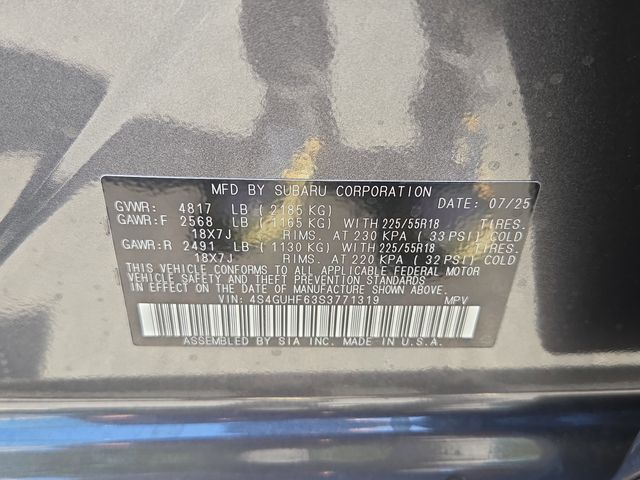 MFD BY SUBARU CORPORATION DATE: 07/25
GVWR: 4817 LB ( 2185 KG)
GAWR:F 2568 LB ( 1165 KG) WITH 225/55R18 TIRES.
18X7J RIMS. AT 230 KPA ( 33 PSI) COLD
GAWR:R 2491 LB ( 1130 KG) WITH 225/55R18 TIRES.
18X7J RIMS. AT 220 KPA ( 32 PSI) COLD
THIS VEHICLE CONFORMS TO ALL APPLICABLE FEDERAL MOTOR
VEHICLE SAFETY AND THEFT PREVENTION STANDARDS
IN EFFECT ON THE DATE OF MANUFACTURE SHOWN ABOVE.
VIN: 4S4GUHF63S3771319 MPV
ASSEMBLED BY SIA INC. MADE IN U.S.A.